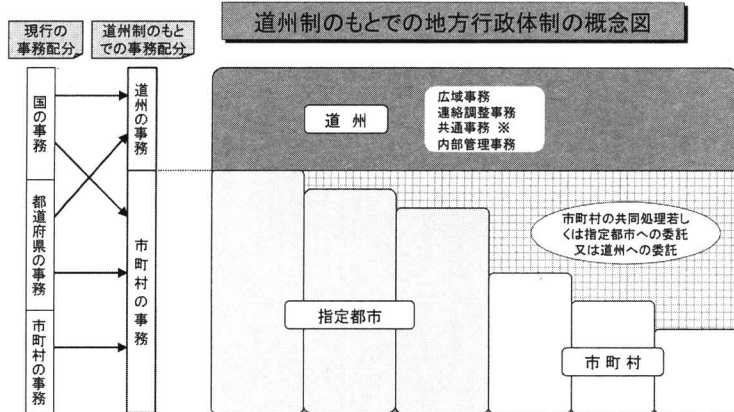 道州制のもとでの地方行政体制の概念図
現行の
事務配分
道州制のもと
での事務配分
国の事務
都道府県の事務
市町村の事務
道州の事務
市町村の事務
道州
広域事務
連絡調整事務
共通事務 ※
内部管理事務
市町村の共同処理若し
くは指定都市への委託
又は道州への委託
指定都市
市町村